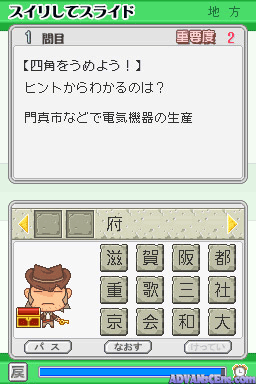 スイリしてスライド 地方
1 問目 重要度 2
【四角をうめよう！】
ヒントからわかるのは？
門真市などで電気機器の生産
府
滋 賀 阪 都
重 歌 三 社
京 会 和 大
パス なおす けってい
戻
ADVANsCEne.com